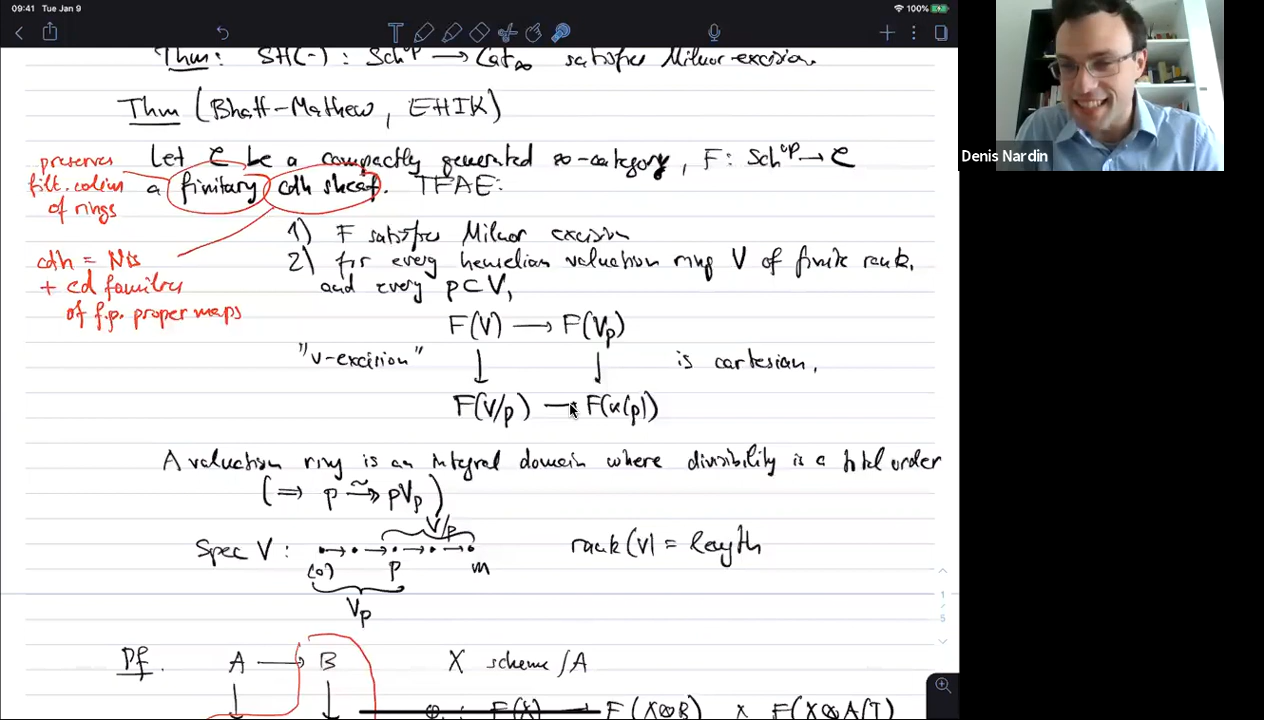 09:41 Tue Jan 9
100%
Thm: SH(-) : Sch^op → Cat_∞ satisfies Milnor excision.
Thm (Bhatt-Mathew, EHIK)
Let C be a compactly generated ∞-category, F: Sch^op → C
a finitary cdh sheaf. TFAE:
preserves
filt. colim
of rings
cdh = Nis
+ cd families
of f.p. proper maps
1) F satisfies Milnor excision
2) for every henselian valuation ring V of finite rank,
and every p⊂V,
F(V) → F(V_p)
"v-excision" ↓ ↓ is cartesian.
F(V/p) → F(κ(p))
A valuation ring is an integral domain where divisibility is a total order
(⇒ p ⥲ pV_p)
V/p
Spec V : •→•→•→•→• rank(V) = length
(0) p m
V_p
Pf. A → B X scheme /A
↓ ↓ F(X) → F(X⊗B) × F(X⊗A/I)
Denis Nardin
1
/
5